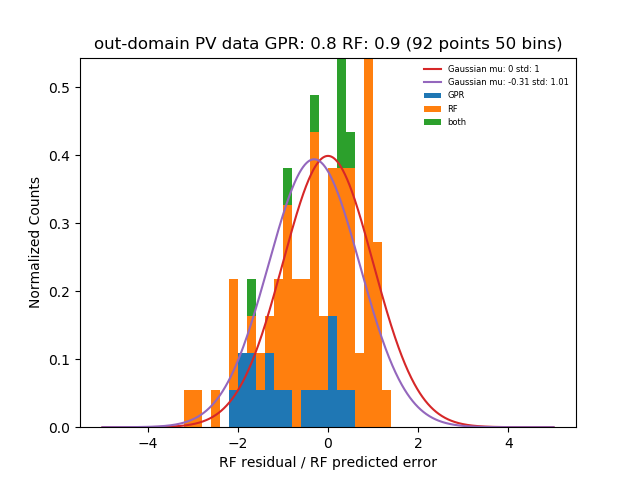 out-domain PV data GPR: 0.8 RF: 0.9 (92 points 50 bins)
Gaussian mu: 0 std: 1
Gaussian mu: -0.31 std: 1.01
GPR
RF
both
Normalized Counts
0.5
0.4
0.3
0.2
0.1
0.0
−4 −2 0 2 4
RF residual / RF predicted error